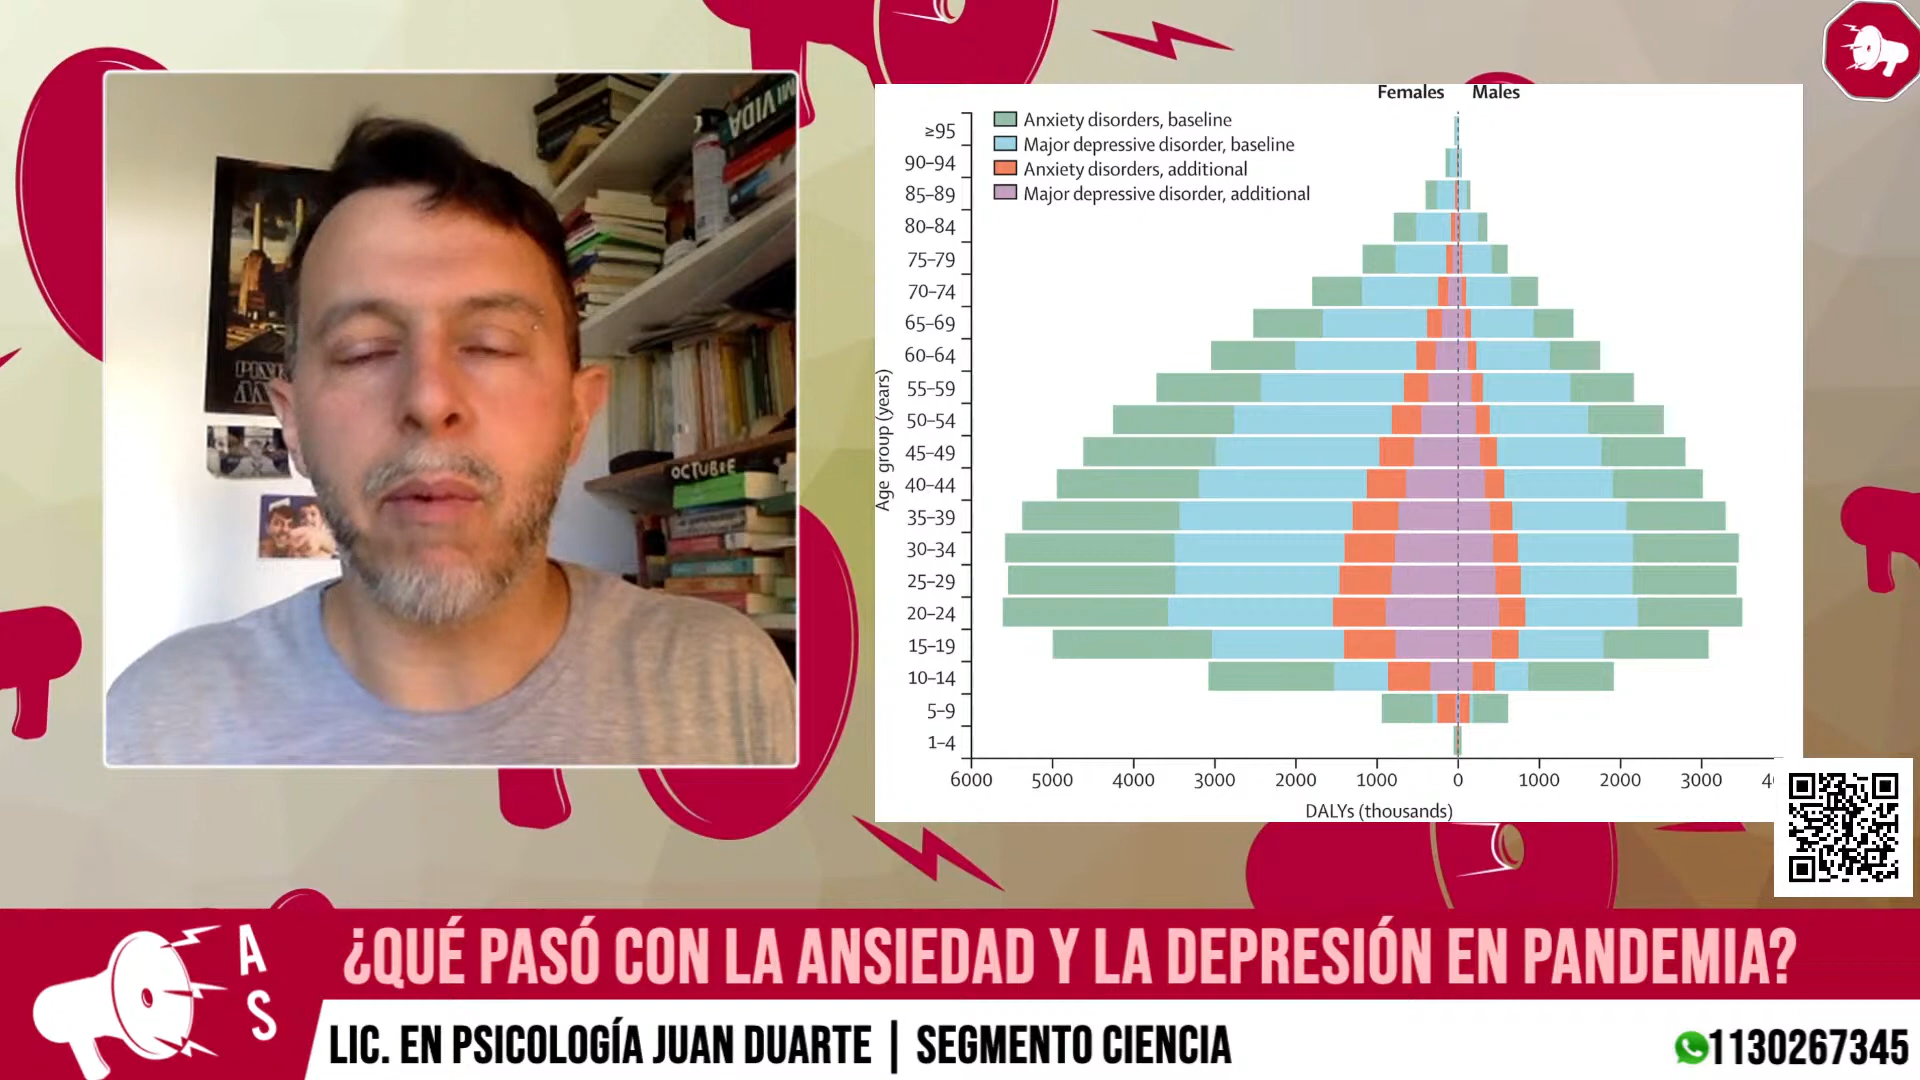 MI VIDA
OCTUBRE
Females Males
Anxiety disorders, baseline
Major depressive disorder, baseline
Anxiety disorders, additional
Major depressive disorder, additional
Age group (years)
≥95
90–94
85–89
80–84
75–79
70–74
65–69
60–64
55–59
50–54
45–49
40–44
35–39
30–34
25–29
20–24
15–19
10–14
5–9
1–4
6000 5000 4000 3000 2000 1000 0 1000 2000 3000
DALYs (thousands)
A
S
¿QUÉ PASÓ CON LA ANSIEDAD Y LA DEPRESIÓN EN PANDEMIA?
LIC. EN PSICOLOGÍA JUAN DUARTE | SEGMENTO CIENCIA
1130267345